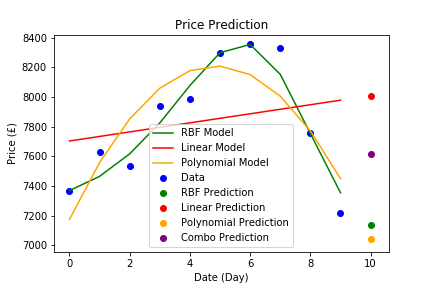 Price Prediction
8400
8200
8000
7800
7600
7400
7200
7000
Price (£)
RBF Model
Linear Model
Polynomial Model
Data
RBF Prediction
Linear Prediction
Polynomial Prediction
Combo Prediction
0 2 4 6 8 10
Date (Day)